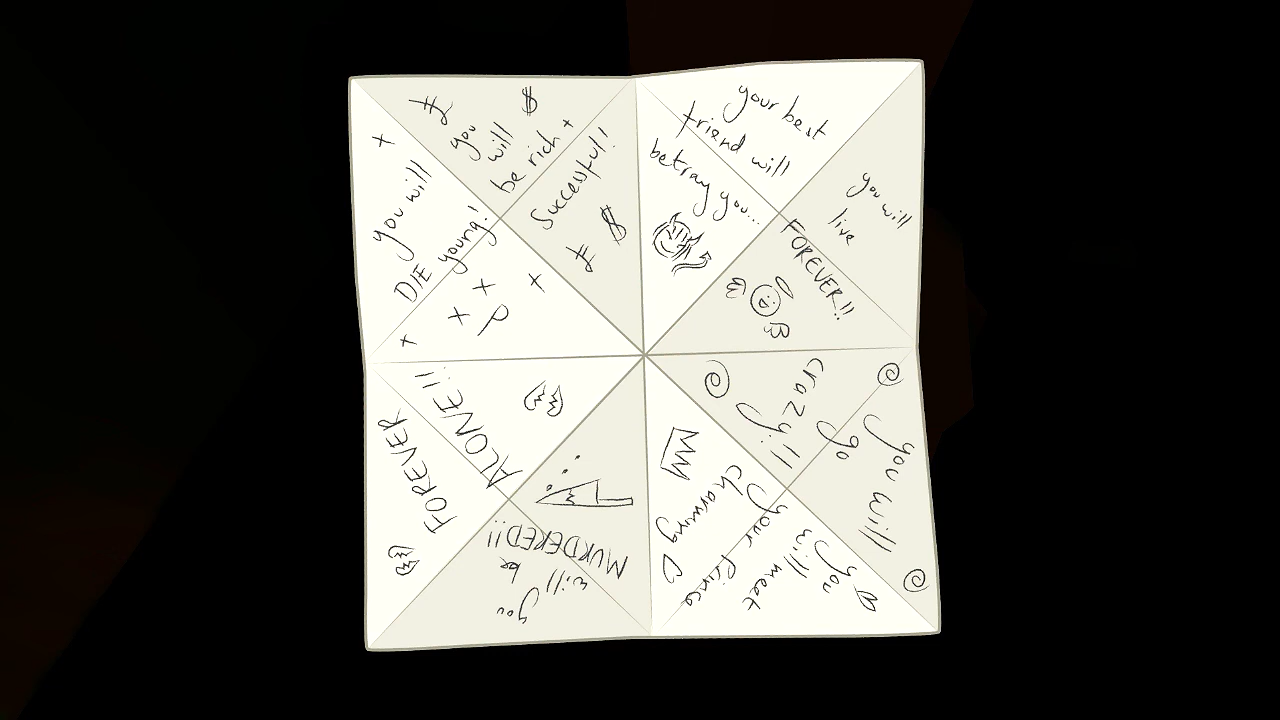 you
will
be rich +
Successful!
your best
friend will
betray you...
you will
live
FOREVER!!
you will
go
crazy!!
you
will meet
your Prince
charming
you
will
be
MURDERED!!
FOREVER
ALONE!!
you will
DIE young!